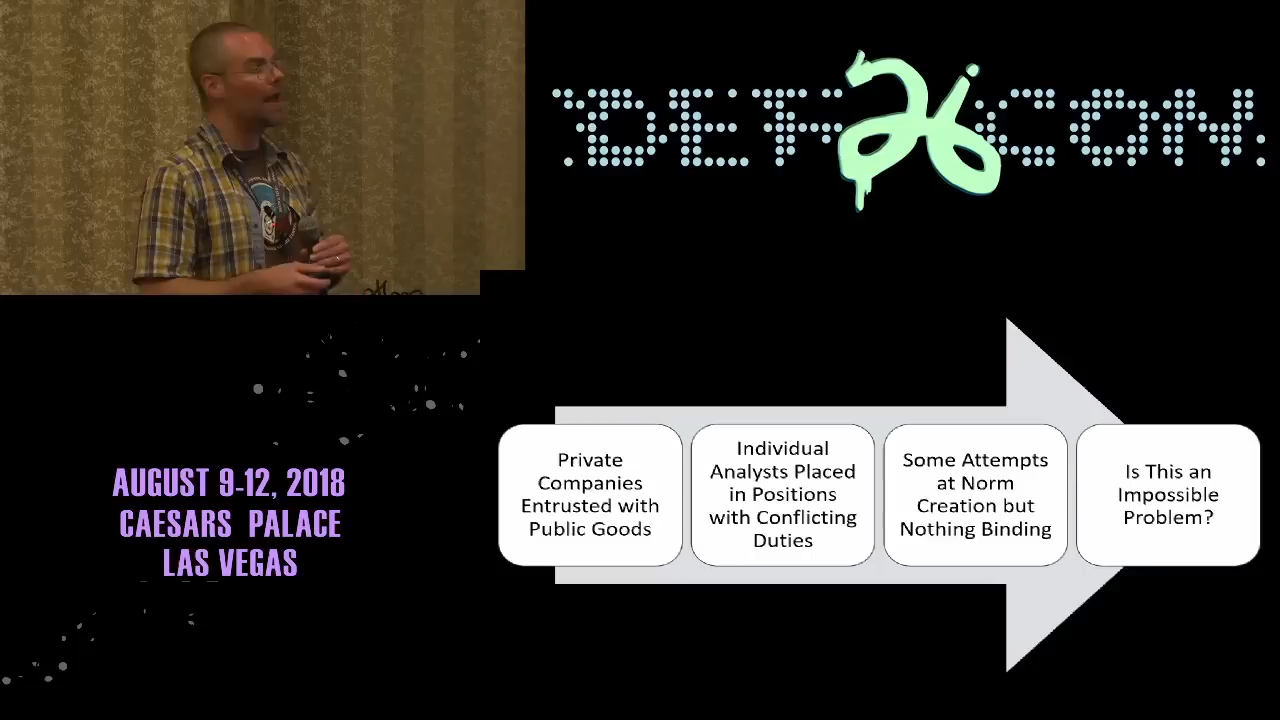 DEF 26 CON
AUGUST 9-12, 2018
CAESARS PALACE
LAS VEGAS
Private
Companies
Entrusted with
Public Goods
Individual
Analysts Placed
in Positions
with Conflicting
Duties
Some Attempts
at Norm
Creation but
Nothing Binding
Is This an
Impossible
Problem?